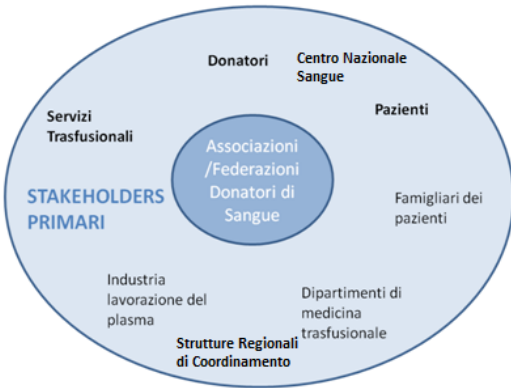 Donatori
Centro Nazionale
Sangue
Pazienti
Servizi
Trasfusionali
Associazioni
/Federazioni
Donatori di
Sangue
STAKEHOLDERS
PRIMARI
Famigliari dei
pazienti
Industria
lavorazione del
plasma
Dipartimenti di
medicina
trasfusionale
Strutture Regionali
di Coordinamento